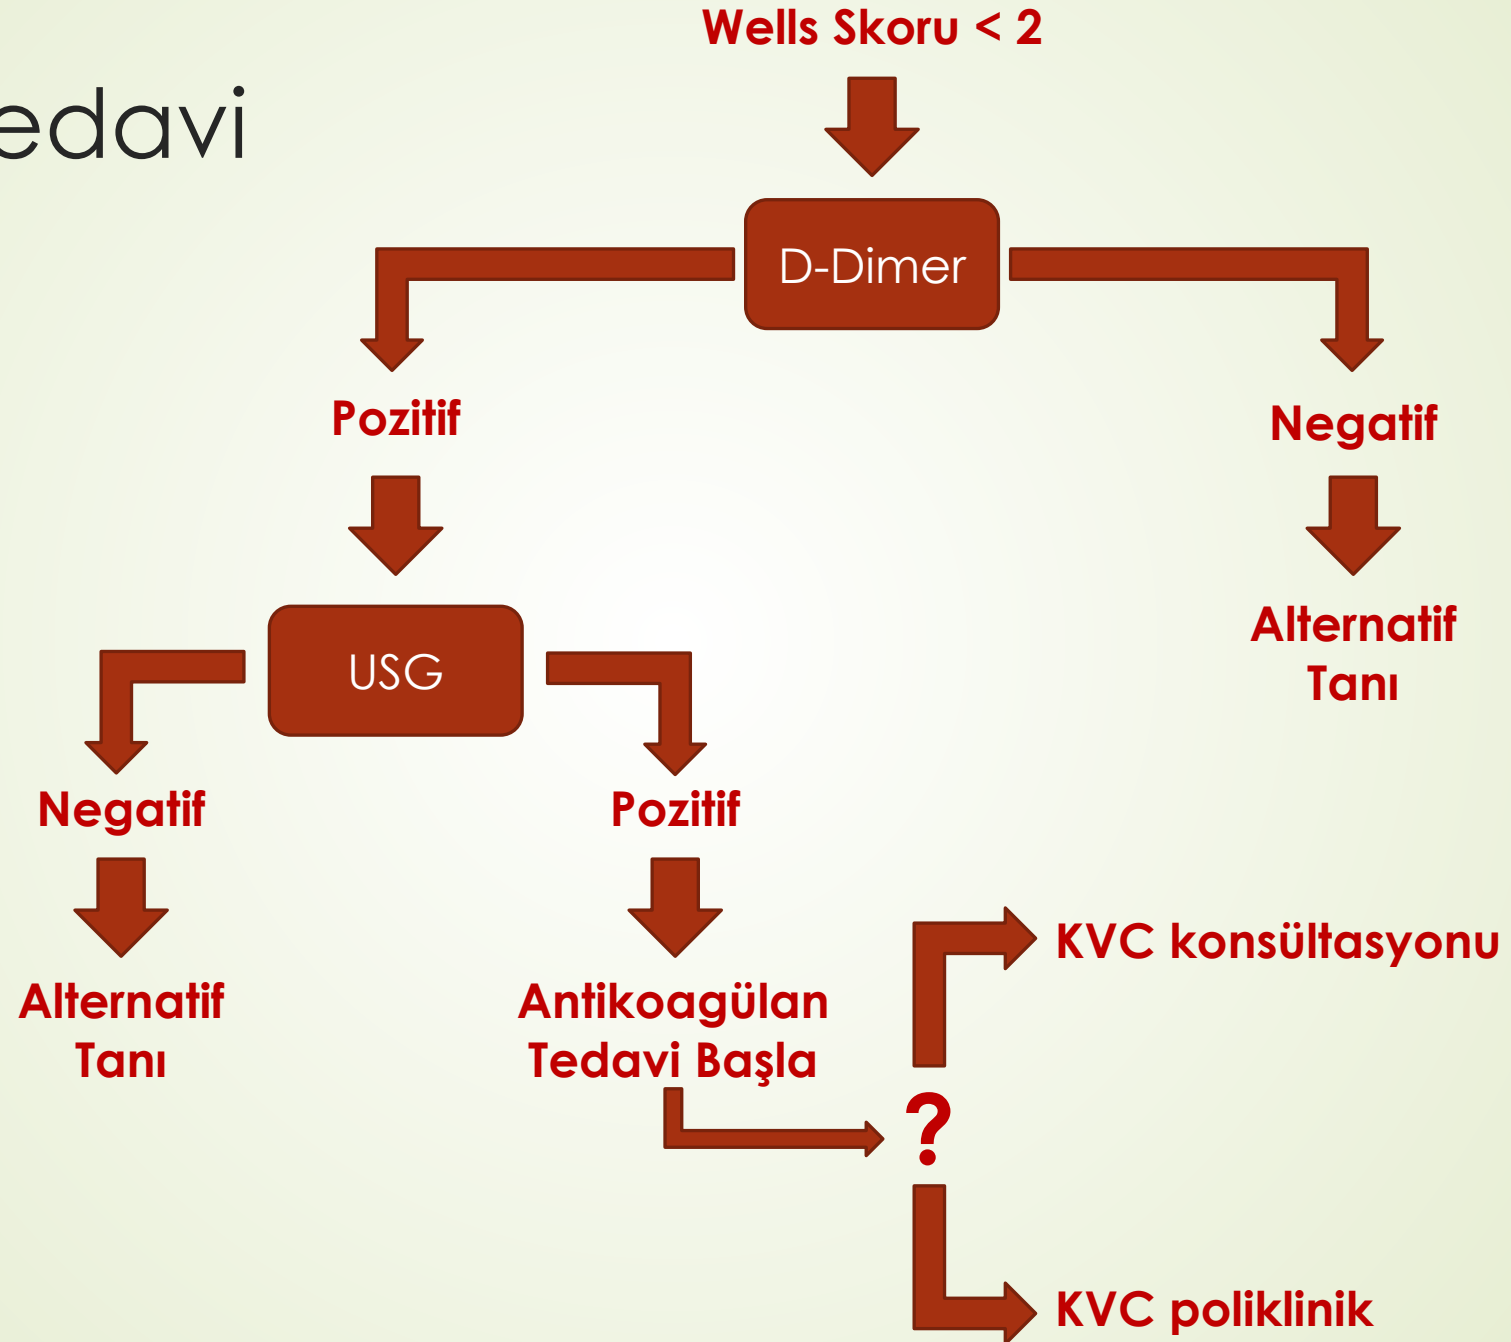 Wells Skoru < 2
edavi
D-Dimer
Pozitif
Negatif
USG
Alternatif
Tanı
Negatif
Pozitif
Alternatif
Tanı
Antikoagülan
Tedavi Başla
KVC konsültasyonu
?
KVC poliklinik